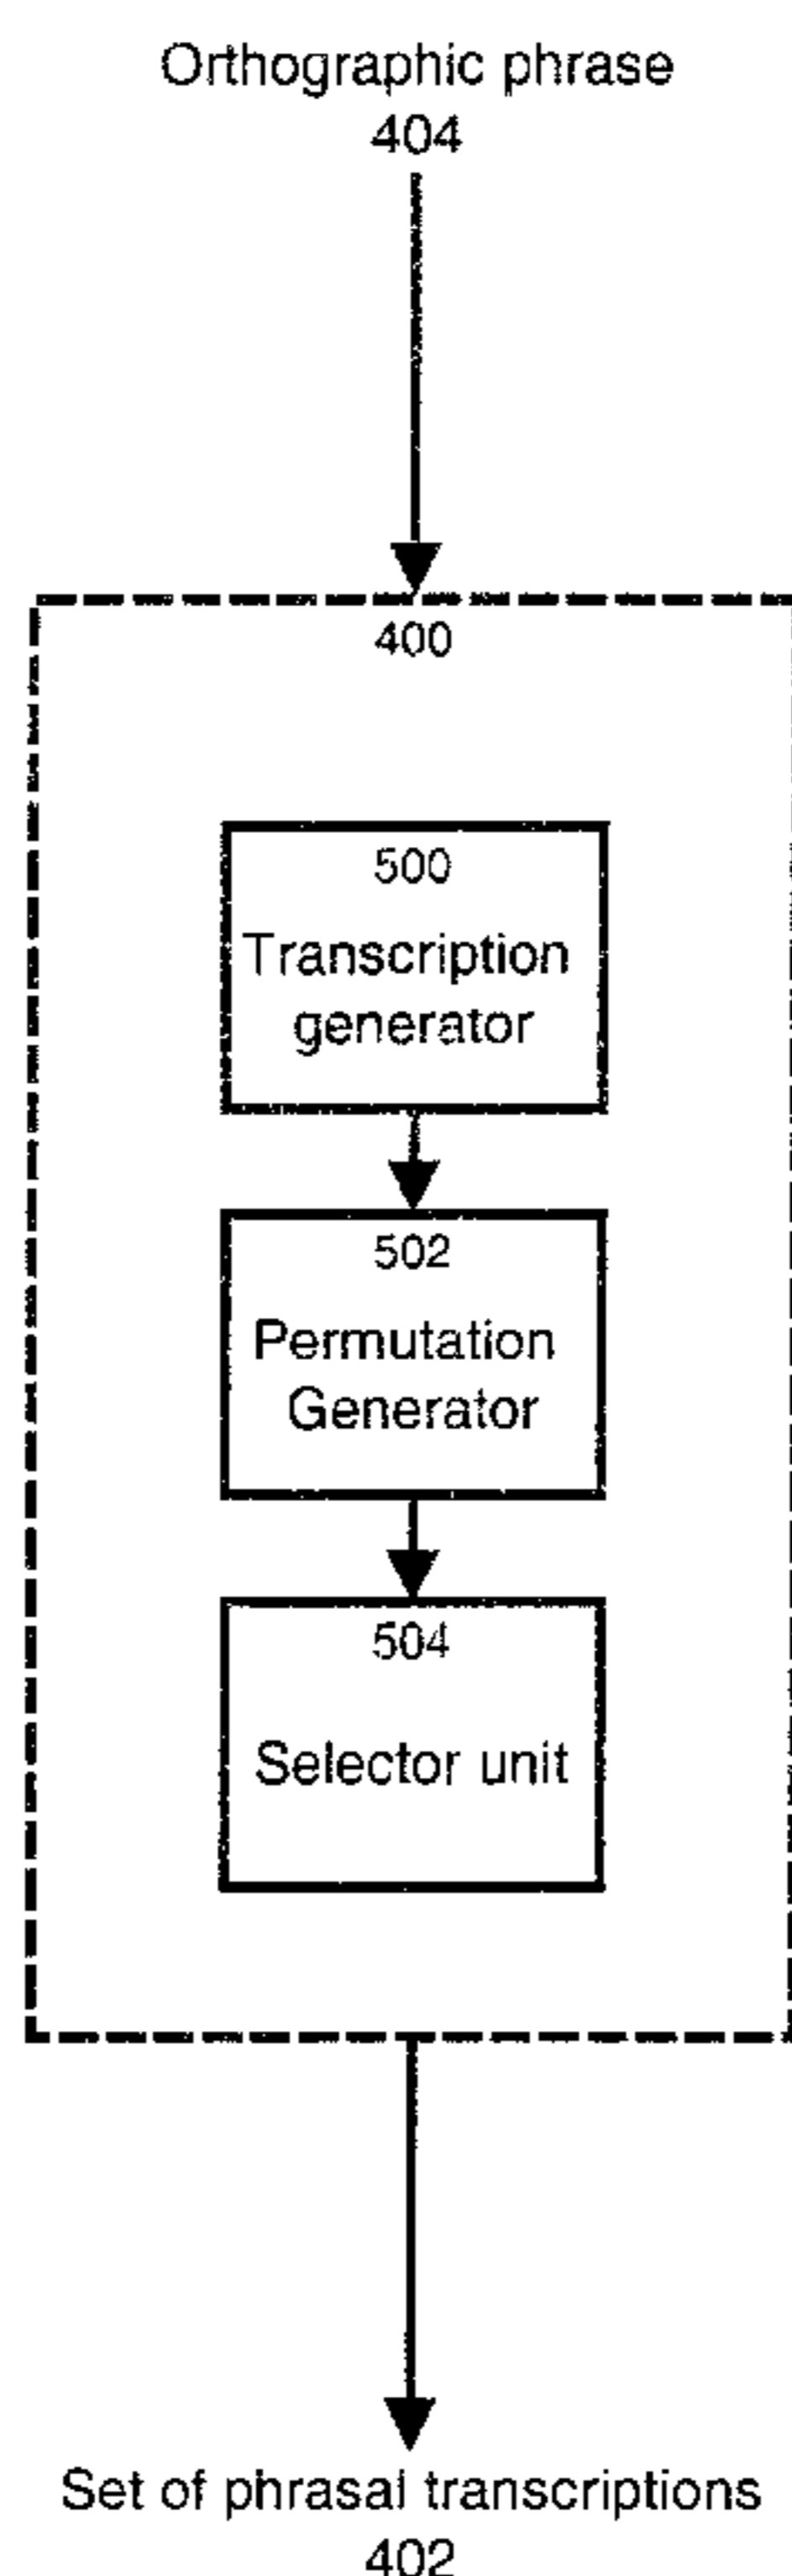 Orthographic phrase
404
400
500
Transcription
generator
502
Permutation
Generator
504
Selector unit
Set of phrasal transcriptions
402